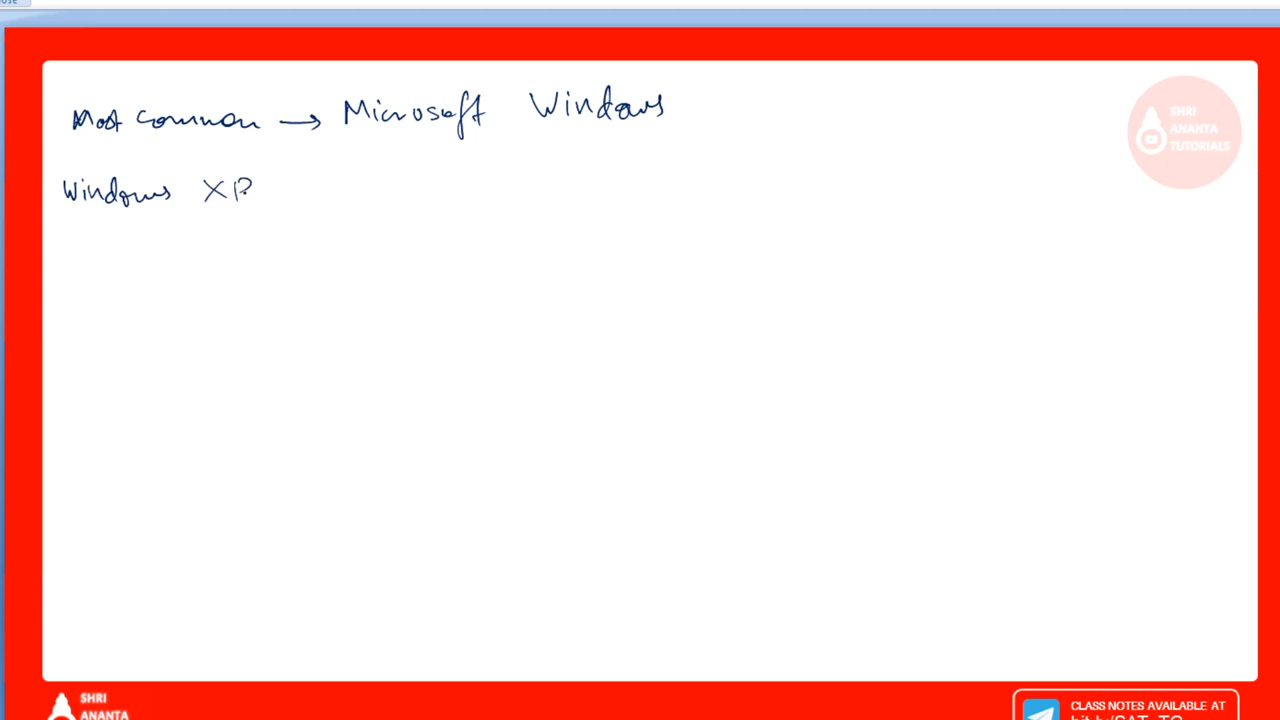 Most Common → Microsoft Windows
Windows XP
SHRI
ANANTA
TUTORIALS
SHRI
ANANTA
CLASS NOTES AVAILABLE AT